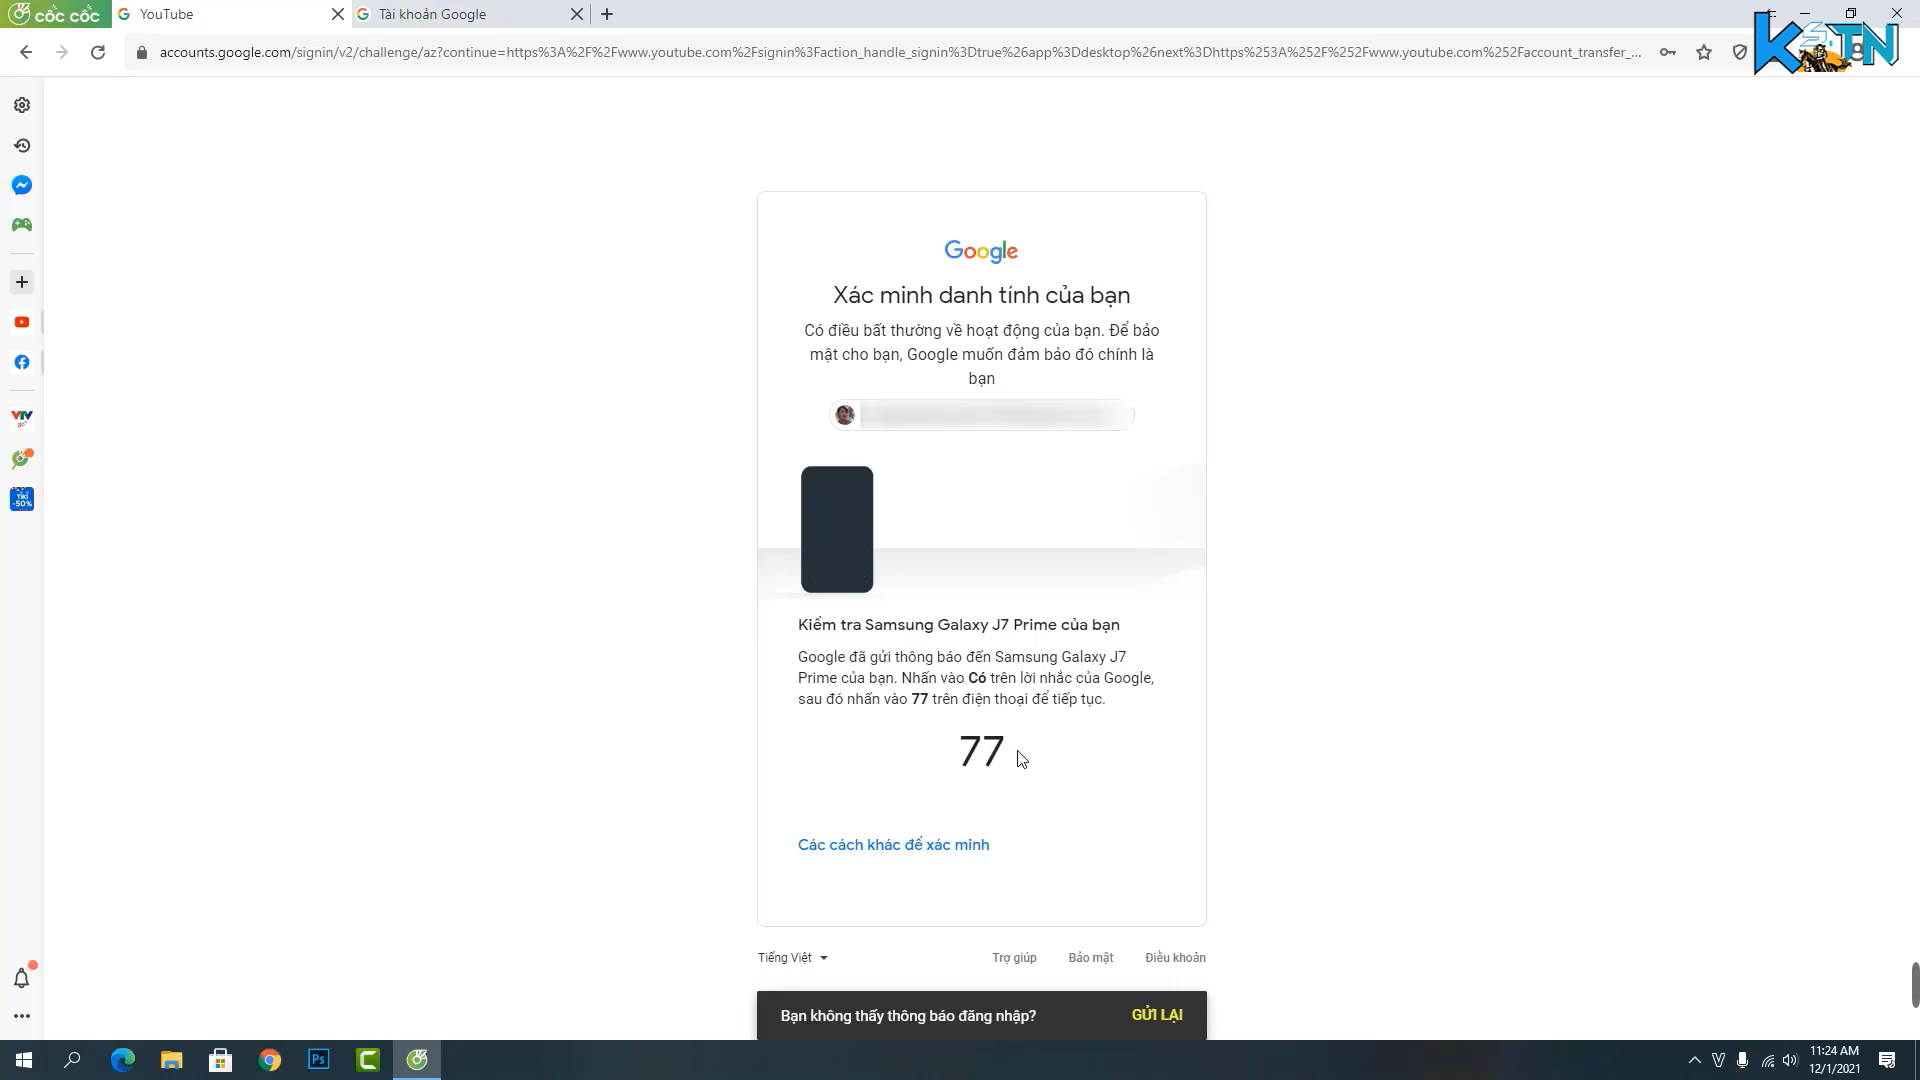 cốc cốc
YouTube
Tài khoản Google
accounts.google.com/signin/v2/challenge/az?continue=https%3A%2F%2Fwww.youtube.com%2Fsignin%3Faction_handle_signin%3Dtrue%26app%3Ddesktop%26next%3Dhttps%253A%252F%252Fwww.youtube.com%252Faccount_transfer_...
Google
Xác minh danh tính của bạn
Có điều bất thường về hoạt động của bạn. Để bảo
mật cho bạn, Google muốn đảm bảo đó chính là
bạn
Kiểm tra Samsung Galaxy J7 Prime của bạn
Google đã gửi thông báo đến Samsung Galaxy J7
Prime của bạn. Nhấn vào Có trên lời nhắc của Google,
sau đó nhấn vào 77 trên điện thoại để tiếp tục.
77
Các cách khác để xác minh
Tiếng Việt
Trợ giúp
Bảo mật
Điều khoản
Bạn không thấy thông báo đăng nhập?
GỬI LẠI
VTV
go
TIKI
-50%
Ps
11:24 AM
12/1/2021